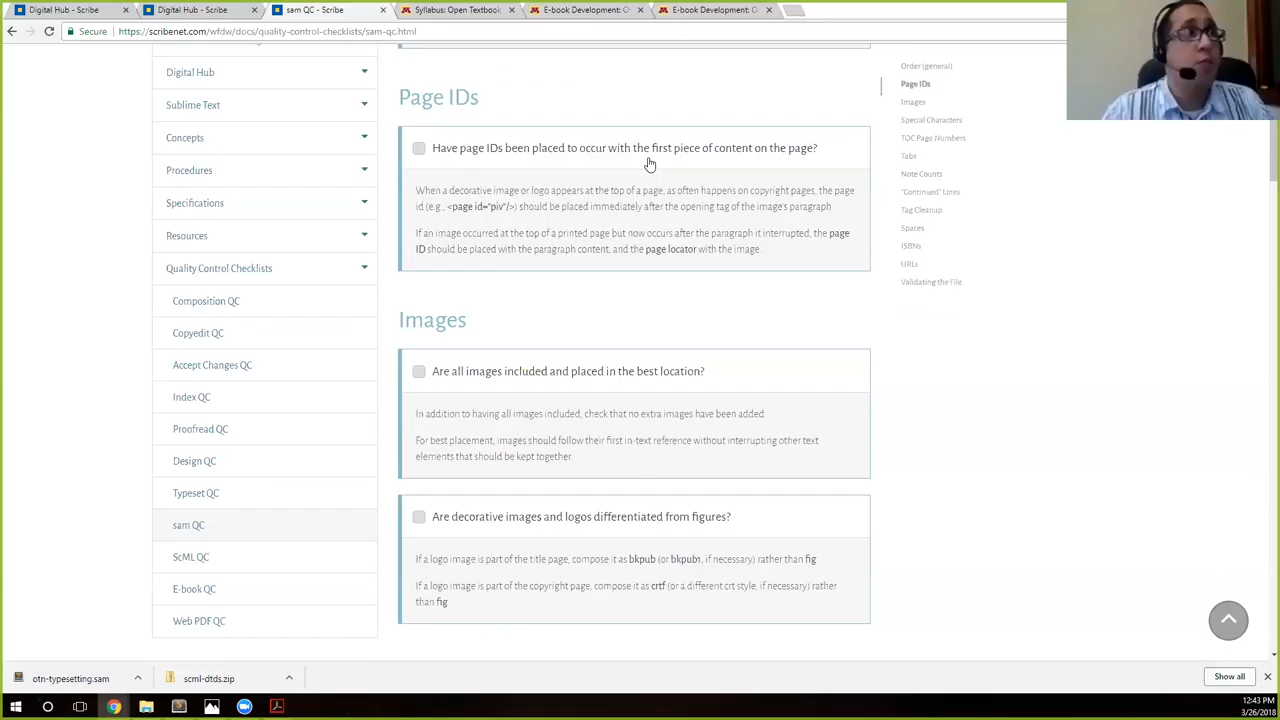 Digital Hub - Scribe
Digital Hub - Scribe
sam QC - Scribe
Syllabus: Open Textbook
E-book Development: O
E-book Development: O
Secure
https://scribenet.com/wfdw/docs/quality-control-checklists/sam-qc.html
Digital Hub
Sublime Text
Concepts
Procedures
Specifications
Resources
Quality Control Checklists
Composition QC
Copyedit QC
Accept Changes QC
Index QC
Proofread QC
Design QC
Typeset QC
sam QC
ScML QC
E-book QC
Web PDF QC
Page IDs
Have page IDs been placed to occur with the first piece of content on the page?
When a decorative image or logo appears at the top of a page, as often happens on copyright pages, the page
id (e.g., <page id="piv"/>) should be placed immediately after the opening tag of the image's paragraph
If an image occurred at the top of a printed page but now occurs after the paragraph it interrupted, the page
ID should be placed with the paragraph content, and the page locator with the image.
Images
Are all images included and placed in the best location?
In addition to having all images included, check that no extra images have been added.
For best placement, images should follow their first in-text reference without interrupting other text
elements that should be kept together.
Are decorative images and logos differentiated from figures?
If a logo image is part of the title page, compose it as bkpub (or bkpub1, if necessary) rather than fig
If a logo image is part of the copyright page, compose it as crtf (or a different crt style, if necessary) rather
than fig
Order (general)
Page IDs
Images
Special Characters
TOC Page Numbers
Tabs
Note Counts
"Continued" Lines
Tag Cleanup
Spaces
ISBNs
URLs
Validating the File
otn-typesetting.sam
scml-dtds.zip
Show all
12:43 PM
3/26/2018